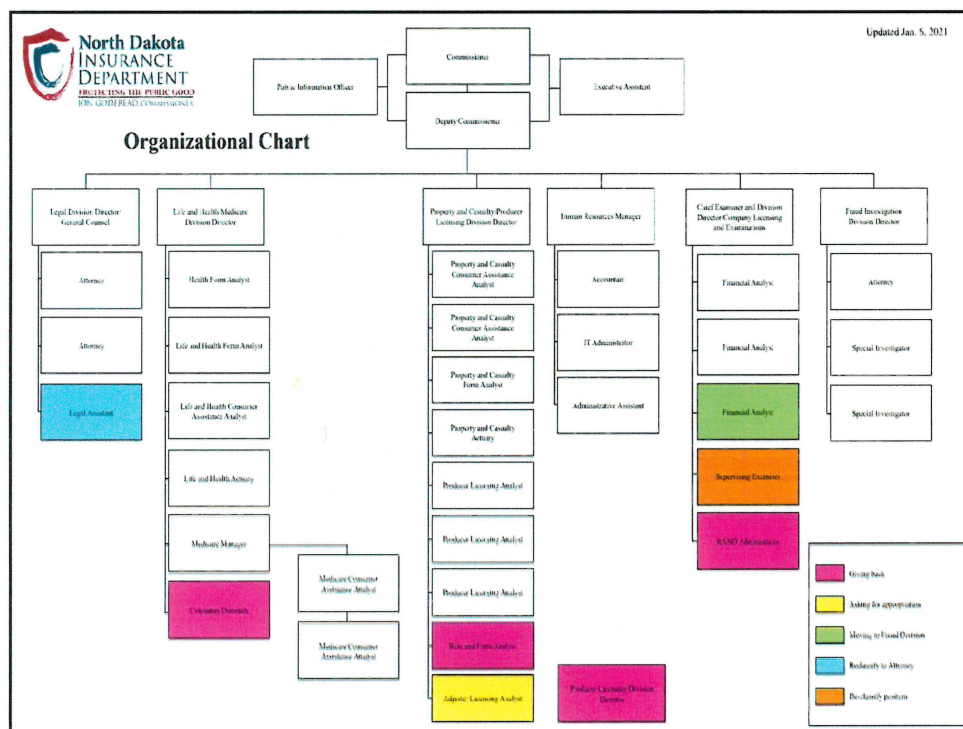 Updated Jan. 6, 2021
North Dakota
INSURANCE
DEPARTMENT
PROTECTING THE PUBLIC GOOD
JON GODFREAD, COMMISSIONER
Organizational Chart
Commissioner
Public Information Officer
Executive Assistant
Deputy Commissioner
Legal Division Director/
General Counsel
Attorney
Attorney
Legal Assistant
Life and Health/Medicare
Division Director
Health Form Analyst
Life and Health Form Analyst
Life and Health Consumer
Assistance Analyst
Life and Health Actuary
Medicare Manager
Consumer Outreach
Medicare Consumer
Assistance Analyst
Medicare Consumer
Assistance Analyst
Property and Casualty/Producer
Licensing Division Director
Property and Casualty
Consumer Assistance
Analyst
Property and Casualty
Consumer Assistance
Analyst
Property and Casualty
Form Analyst
Property and Casualty
Actuary
Producer Licensing Analyst
Producer Licensing Analyst
Producer Licensing Analyst
Rate and Form Analyst
Adjuster Licensing Analyst
Human Resources Manager
Accountant
IT Administrator
Administrative Assistant
Producer Licensing Division
Director
Chief Examiner and Division
Director Company Licensing
and Examinations
Financial Analyst
Financial Analyst
Financial Analyst
Supervising Examiner
Administrator
Fraud Investigation
Division Director
Attorney
Special Investigator
Special Investigator
Giving back
Asking for appropriation
Moving to Fraud Division
Reclassify to Attorney
position